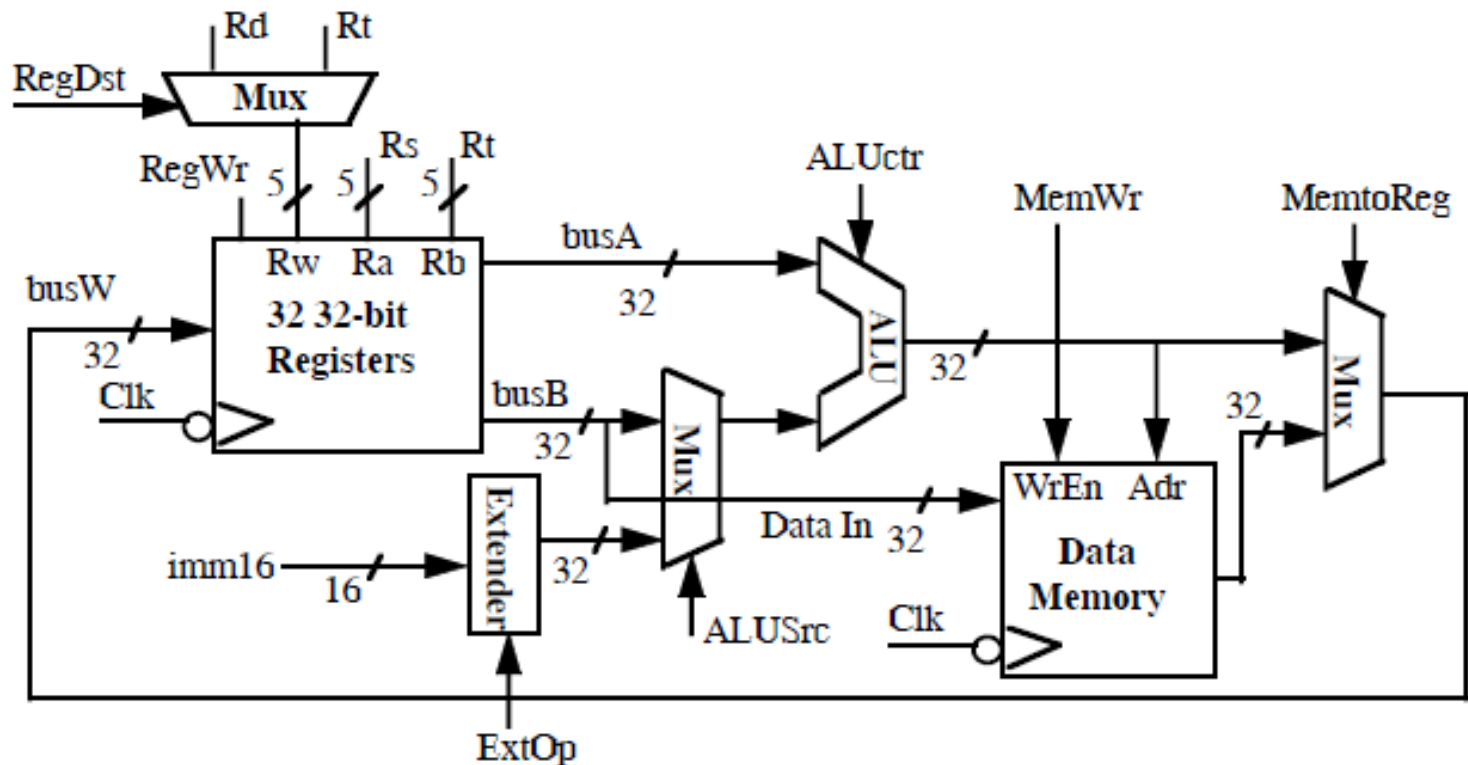 Rd Rt
RegDst
Mux
RegWr
Rs Rt
5 5 5
ALUctr
MemWr
MemtoReg
busW
32
Rw Ra Rb
32 32-bit
Registers
Clk
busA
32
busB
32
ALU
32
Mux
32
Mux
imm16
16
Extender
32
ExtOp
ALUSrc
Data In 32
WrEn Adr
Data
Memory
Clk